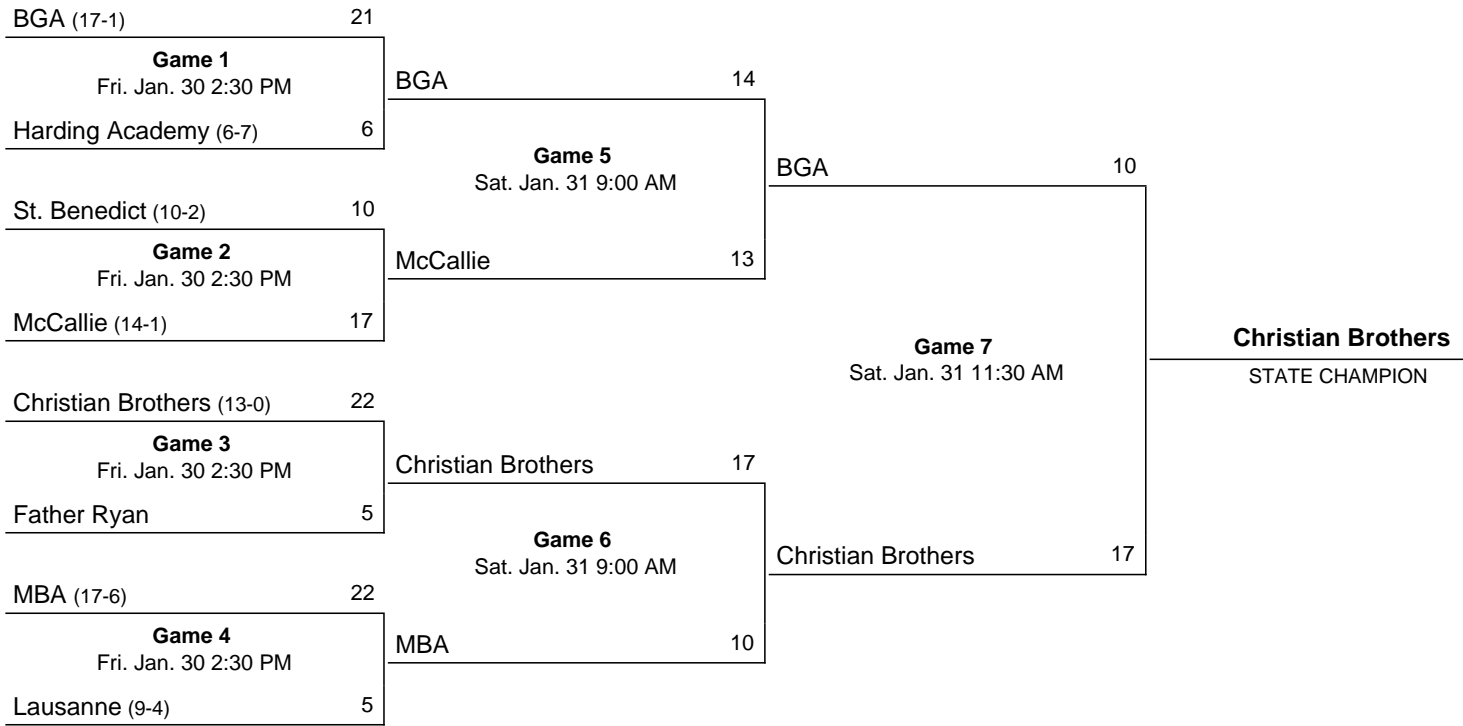 BGA (17-1) 21
Game 1
Fri. Jan. 30 2:30 PM
Harding Academy (6-7) 6
St. Benedict (10-2) 10
Game 2
Fri. Jan. 30 2:30 PM
McCallie (14-1) 17
Christian Brothers (13-0) 22
Game 3
Fri. Jan. 30 2:30 PM
Father Ryan 5
MBA (17-6) 22
Game 4
Fri. Jan. 30 2:30 PM
Lausanne (9-4) 5
BGA 14
Game 5
Sat. Jan. 31 9:00 AM
McCallie 13
Christian Brothers 17
Game 6
Sat. Jan. 31 9:00 AM
MBA 10
BGA 10
Game 7
Sat. Jan. 31 11:30 AM
Christian Brothers 17
Christian Brothers
STATE CHAMPION